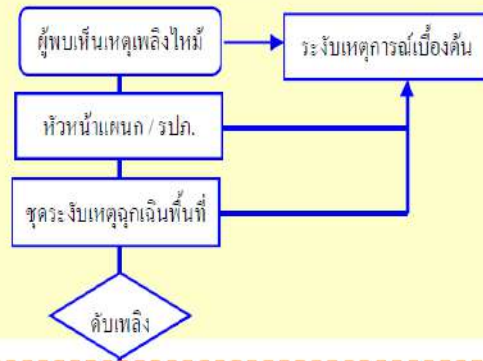 ผู้พบเห็นเหตุเพลิงไหม้
ระงับเหตุการณ์เบื้องต้น
หัวหน้าแผนก / รปภ.
ชุดระงับเหตุฉุกเฉินพื้นที่
ดับเพลิง